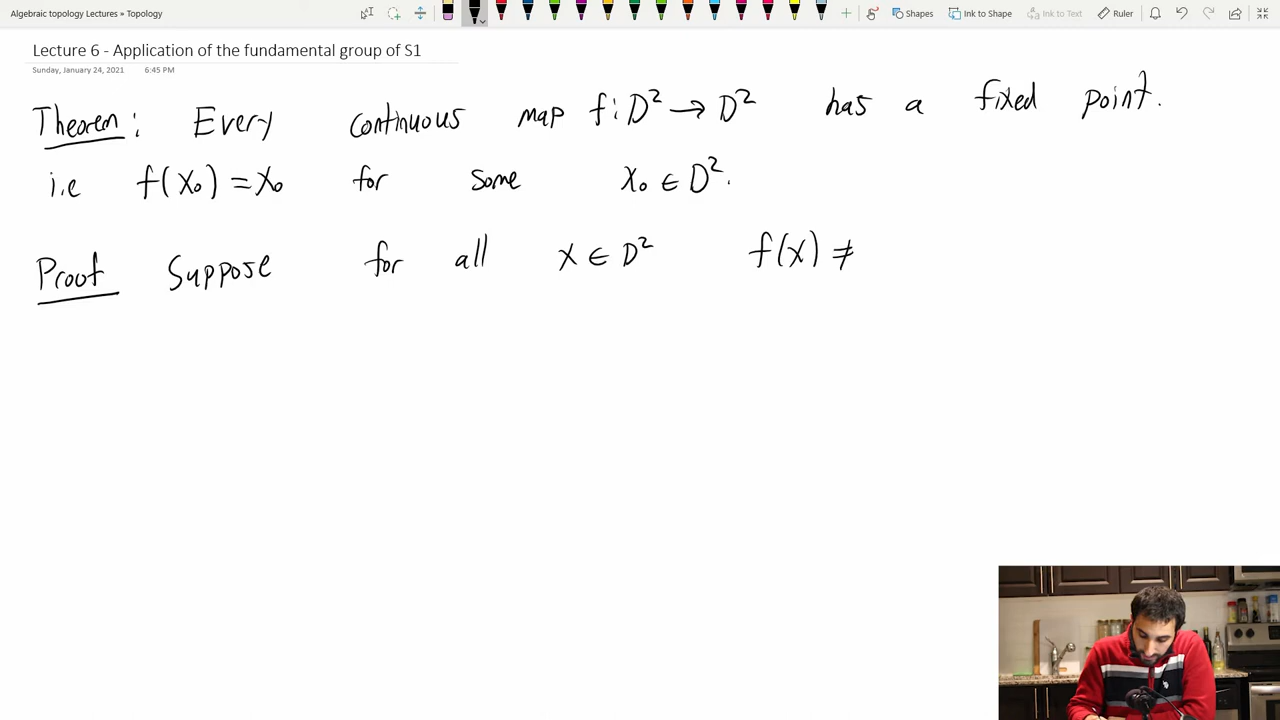 Algebraic topology Lectures » Topology
Shapes
Ink to Shape
Ink to Text
Ruler
Lecture 6 - Application of the fundamental group of S1
Sunday, January 24, 2021 6:45 PM
Theorem: Every continuous map f: D² → D² has a fixed point.
i.e f(x₀) = x₀ for some x₀ ∈ D².
Proof Suppose for all x ∈ D² f(x) ≠